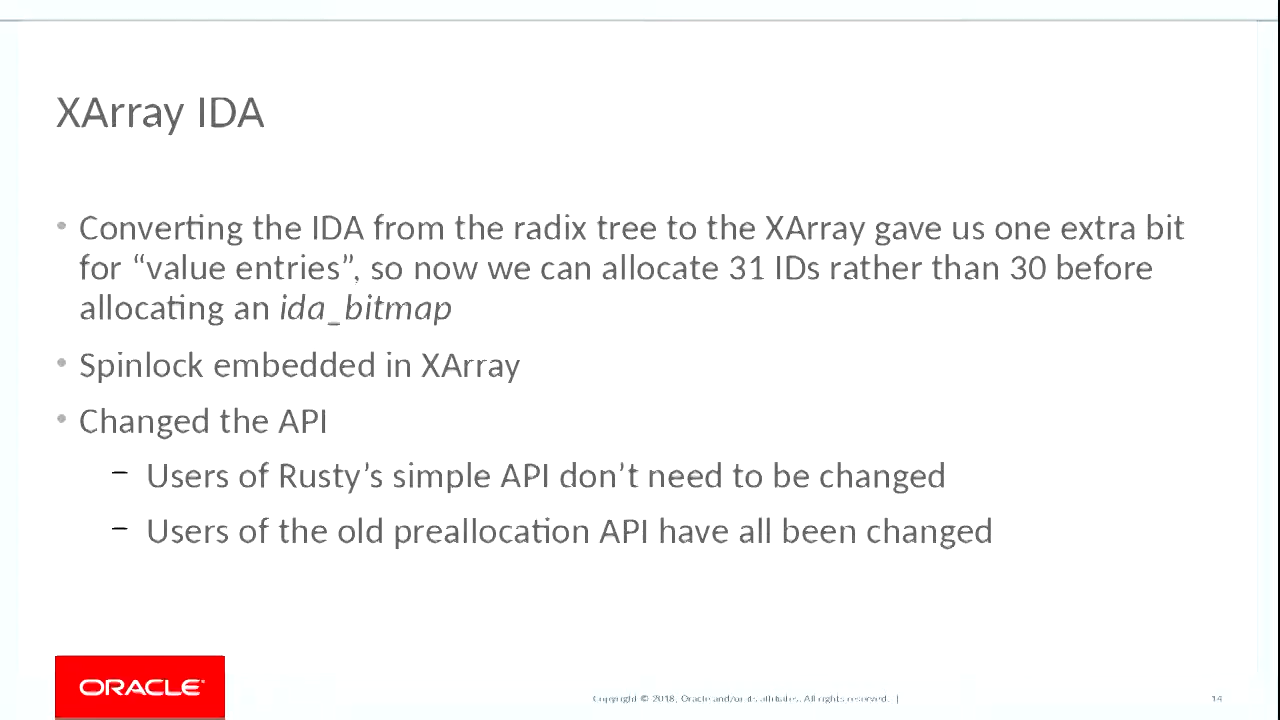 XArray IDA
• Converting the IDA from the radix tree to the XArray gave us one extra bit
for “value entries”, so now we can allocate 31 IDs rather than 30 before
allocating an ida_bitmap
• Spinlock embedded in XArray
• Changed the API
– Users of Rusty’s simple API don’t need to be changed
– Users of the old preallocation API have all been changed
ORACLE
Copyright © 2018, Oracle and/or its affiliates. All rights reserved. |
14